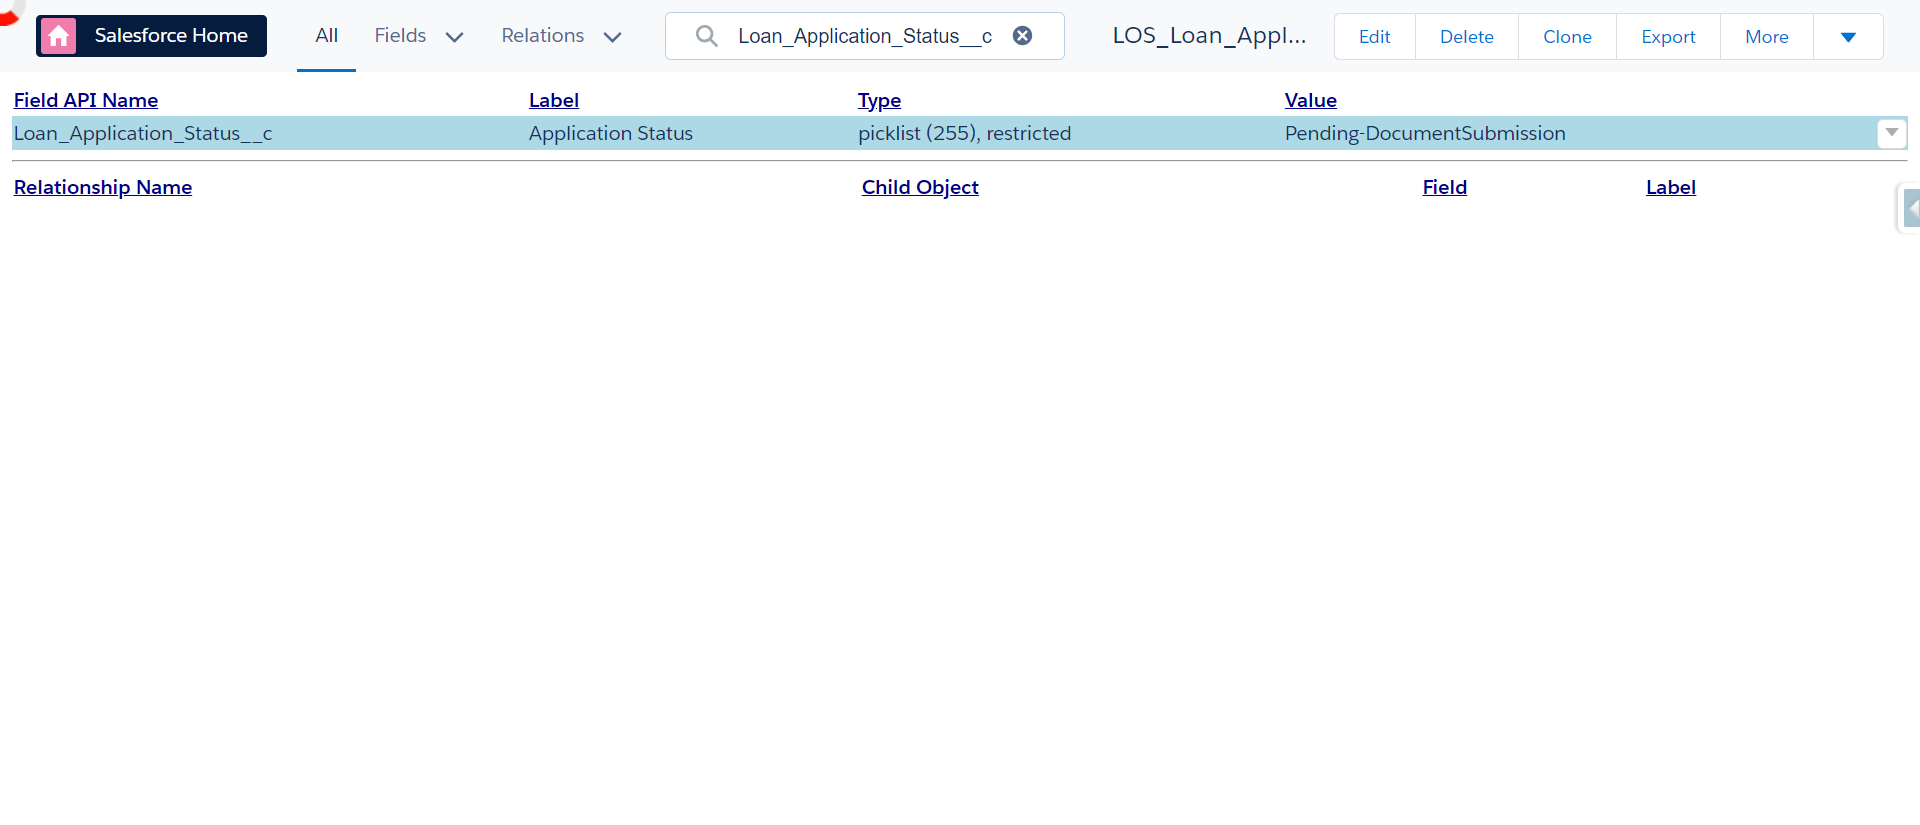 Salesforce Home All Fields Relations Loan_Application_Status__c LOS_Loan_Appl... Edit Delete Clone Export More
Field API Name Label Type Value
Loan_Application_Status__c Application Status picklist (255), restricted Pending-DocumentSubmission
Relationship Name Child Object Field Label